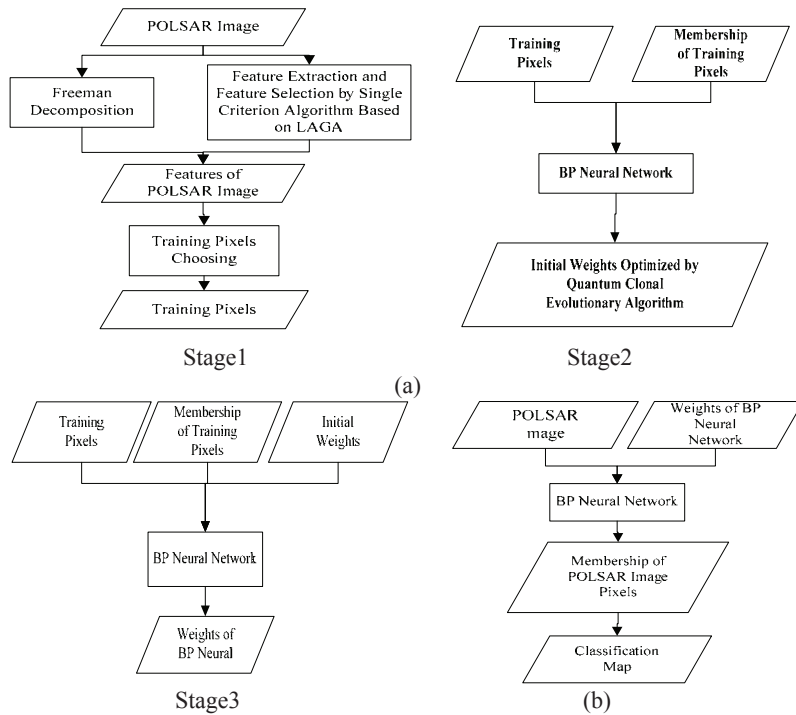 POLSAR Image
Freeman
Decomposition
Feature Extraction and
Feature Selection by Single
Criterion Algorithm Based
on LAGA
Features of
POLSAR Image
Training Pixels
Choosing
Training Pixels
Stage1
Training
Pixels
Membership
of Training
Pixels
BP Neural Network
Initial Weights Optimized by
Quantum Clonal
Evolutionary Algorithm
Stage2
(a)
Training
Pixels
Membership
of Training
Pixels
Initial
Weights
BP Neural Network
Weights of
BP Neural
Stage3
POLSAR
mage
Weights of BP
Neural
Network
BP Neural Network
Membership of
POLSAR Image
Pixels
Classification
Map
(b)